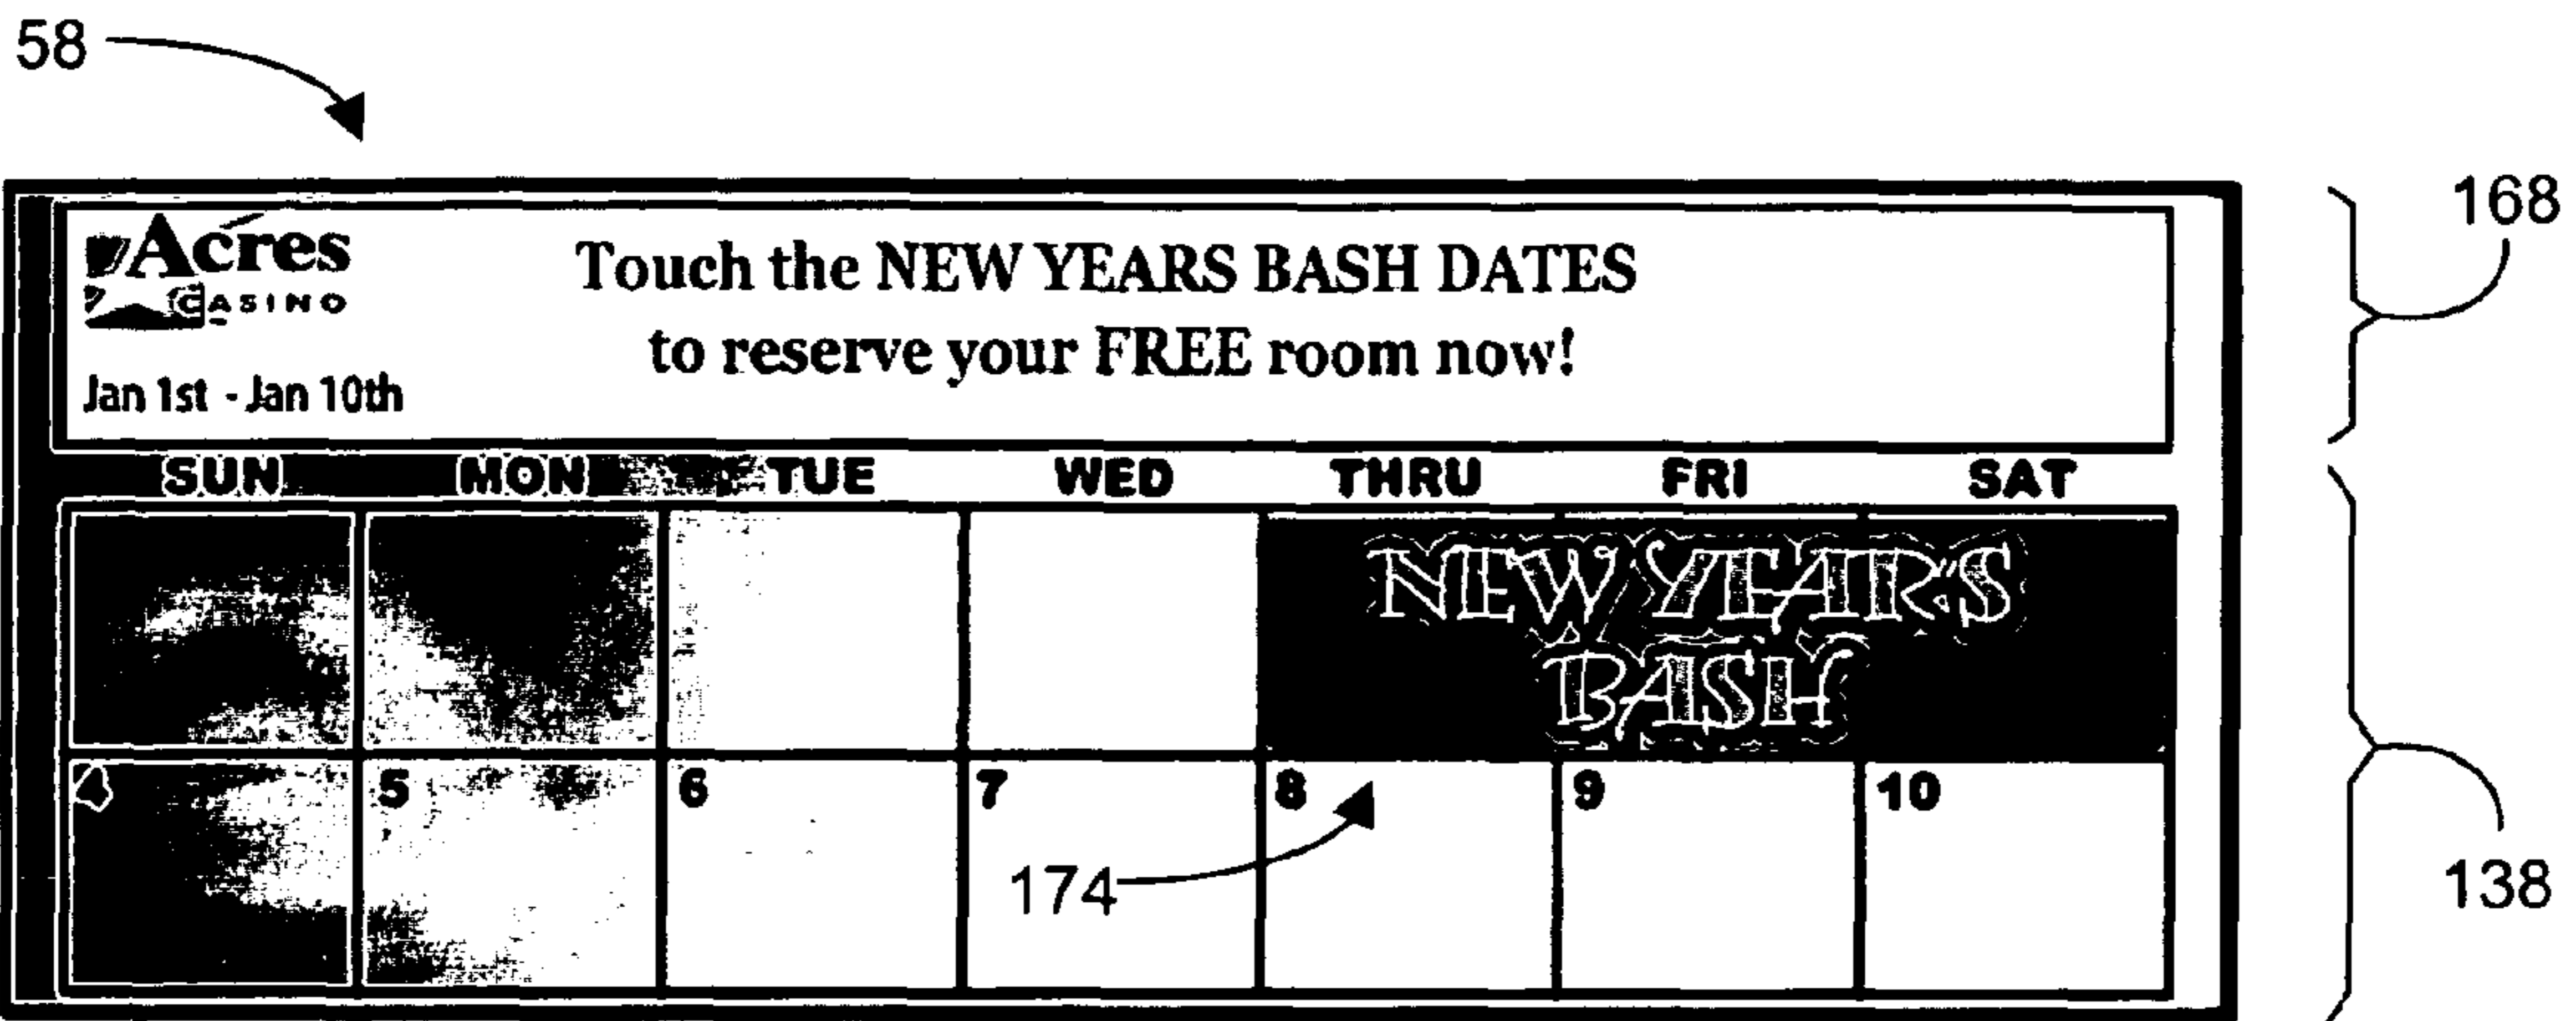 58
168
Acres
CASINO
Touch the NEW YEARS BASH DATES
to reserve your FREE room now!
Jan 1st - Jan 10th
SUN MON TUE WED THRU FRI SAT
NEW YEARS
BASH
4 5 6 7 8 9 10
174
138